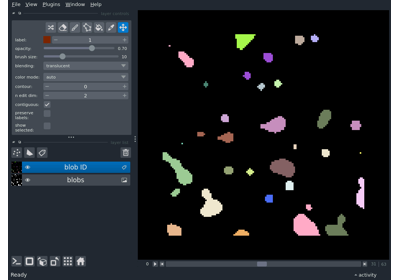 File View Plugins Window Help
label: 1
opacity: 0.70
brush size: 10
blending: translucent
color mode: auto
contour: 0
n edit dim: 2
contiguous:
preserve labels:
show selected:
blob ID
blobs
0
Ready
activity